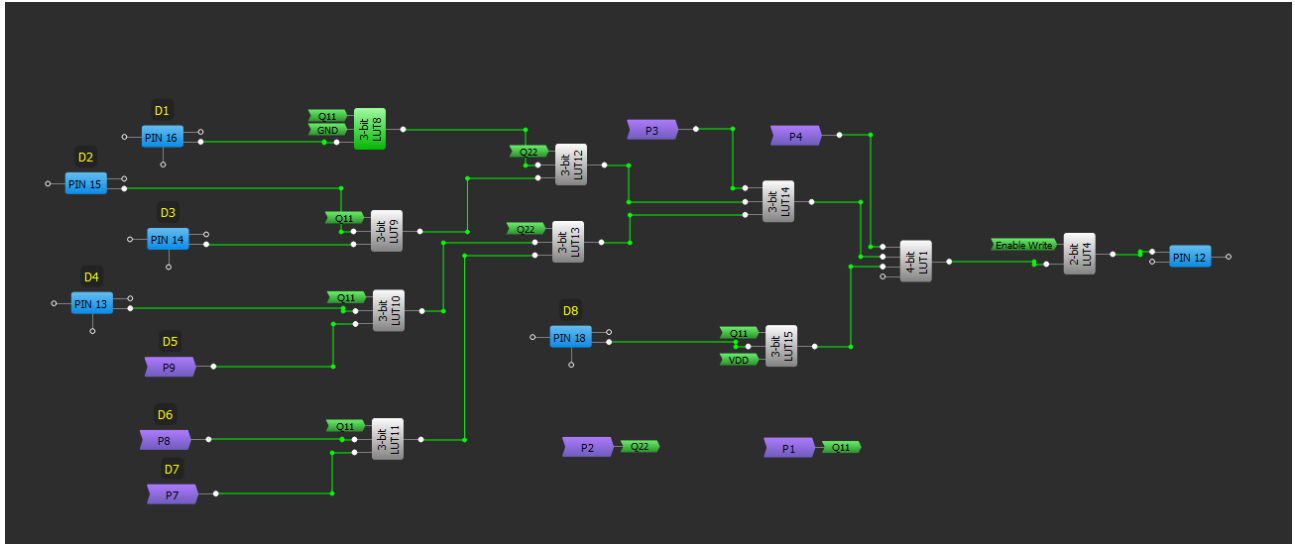 D1
PIN 16
Q11
GND
3-bit
LUT8
P3
P4
D2
PIN 15
Q22
3-bit
LUT12
D3
PIN 14
Q11
3-bit
LUT9
3-bit
LUT14
Q22
3-bit
LUT13
Enable Write
2-bit
LUT4
PIN 12
4-bit
LUT1
D4
PIN 13
Q11
3-bit
LUT10
D5
P9
D8
PIN 18
Q11
VDD
3-bit
LUT15
D6
P8
Q11
3-bit
LUT11
D7
P7
P2
Q22
P1
Q11